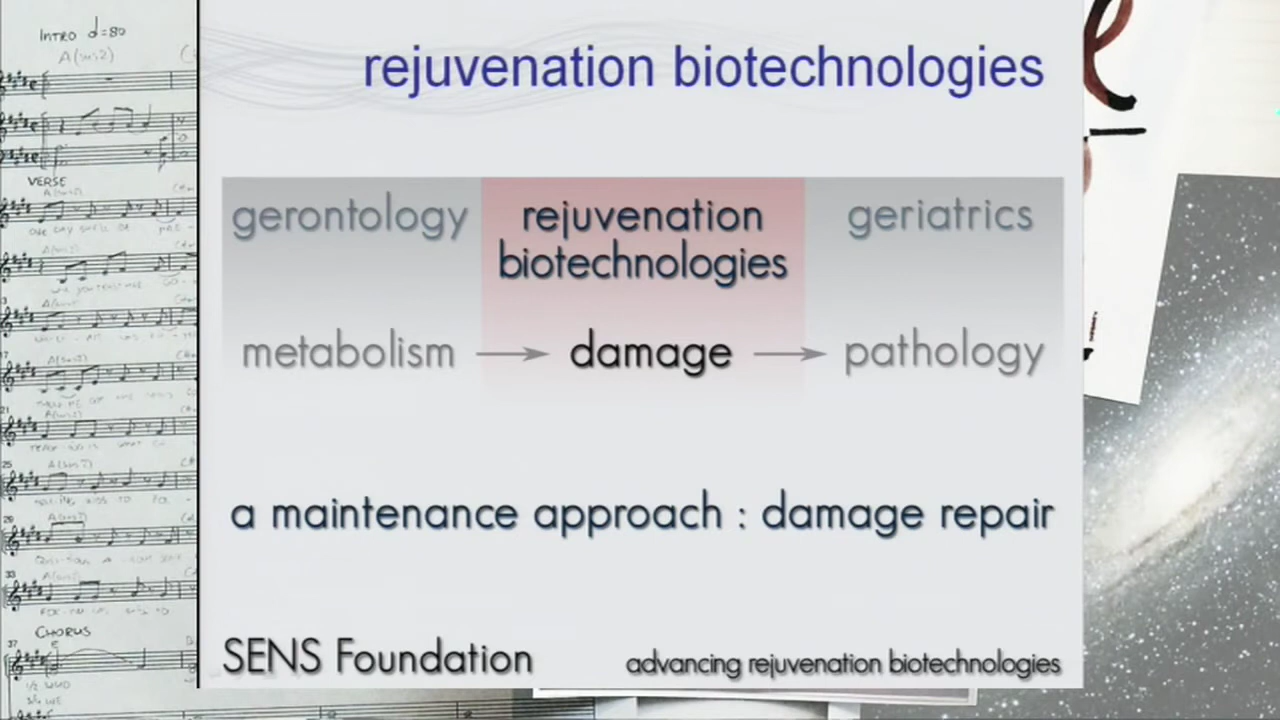 INTRO
A(sus2)
VERSE
CHORUS
rejuvenation biotechnologies
gerontology
rejuvenation
biotechnologies
geriatrics
metabolism
damage
pathology
a maintenance approach : damage repair
SENS Foundation
advancing rejuvenation biotechnologies